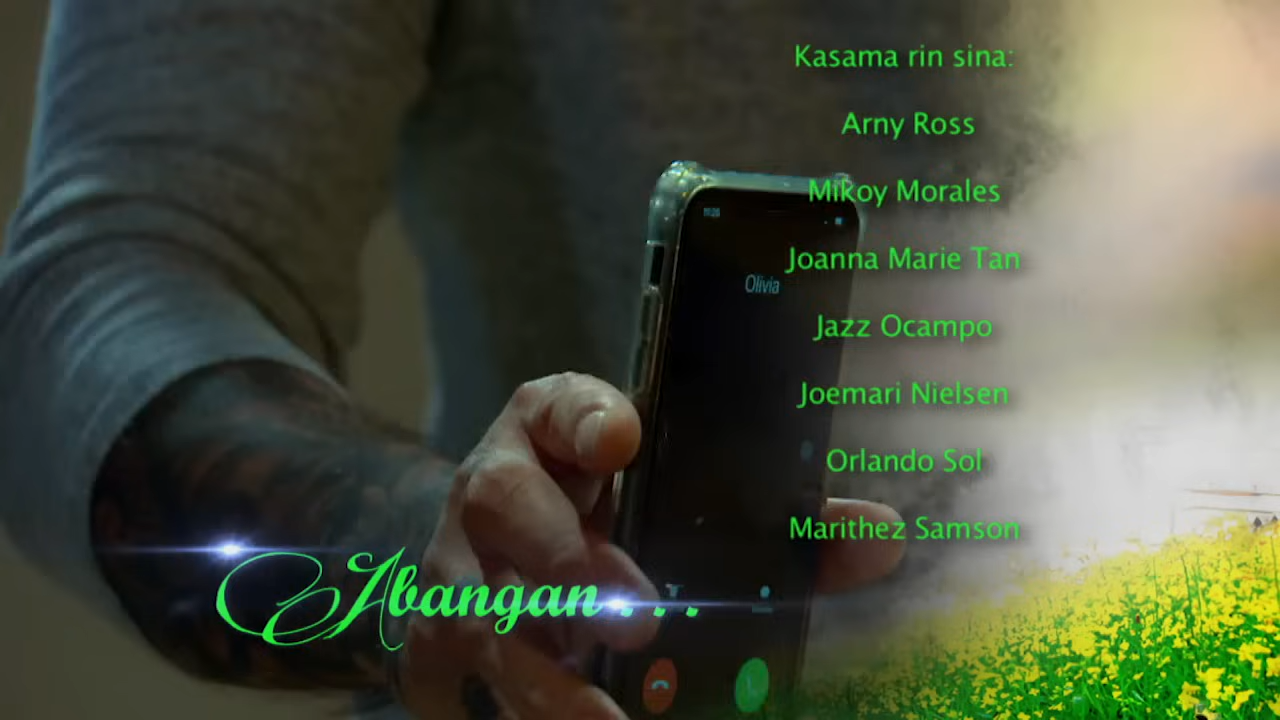 Kasama rin sina:
Arny Ross
Mikoy Morales
Joanna Marie Tan
Olivia
Jazz Ocampo
Joemari Nielsen
Orlando Sol
Marithez Samson
Abangan . . .